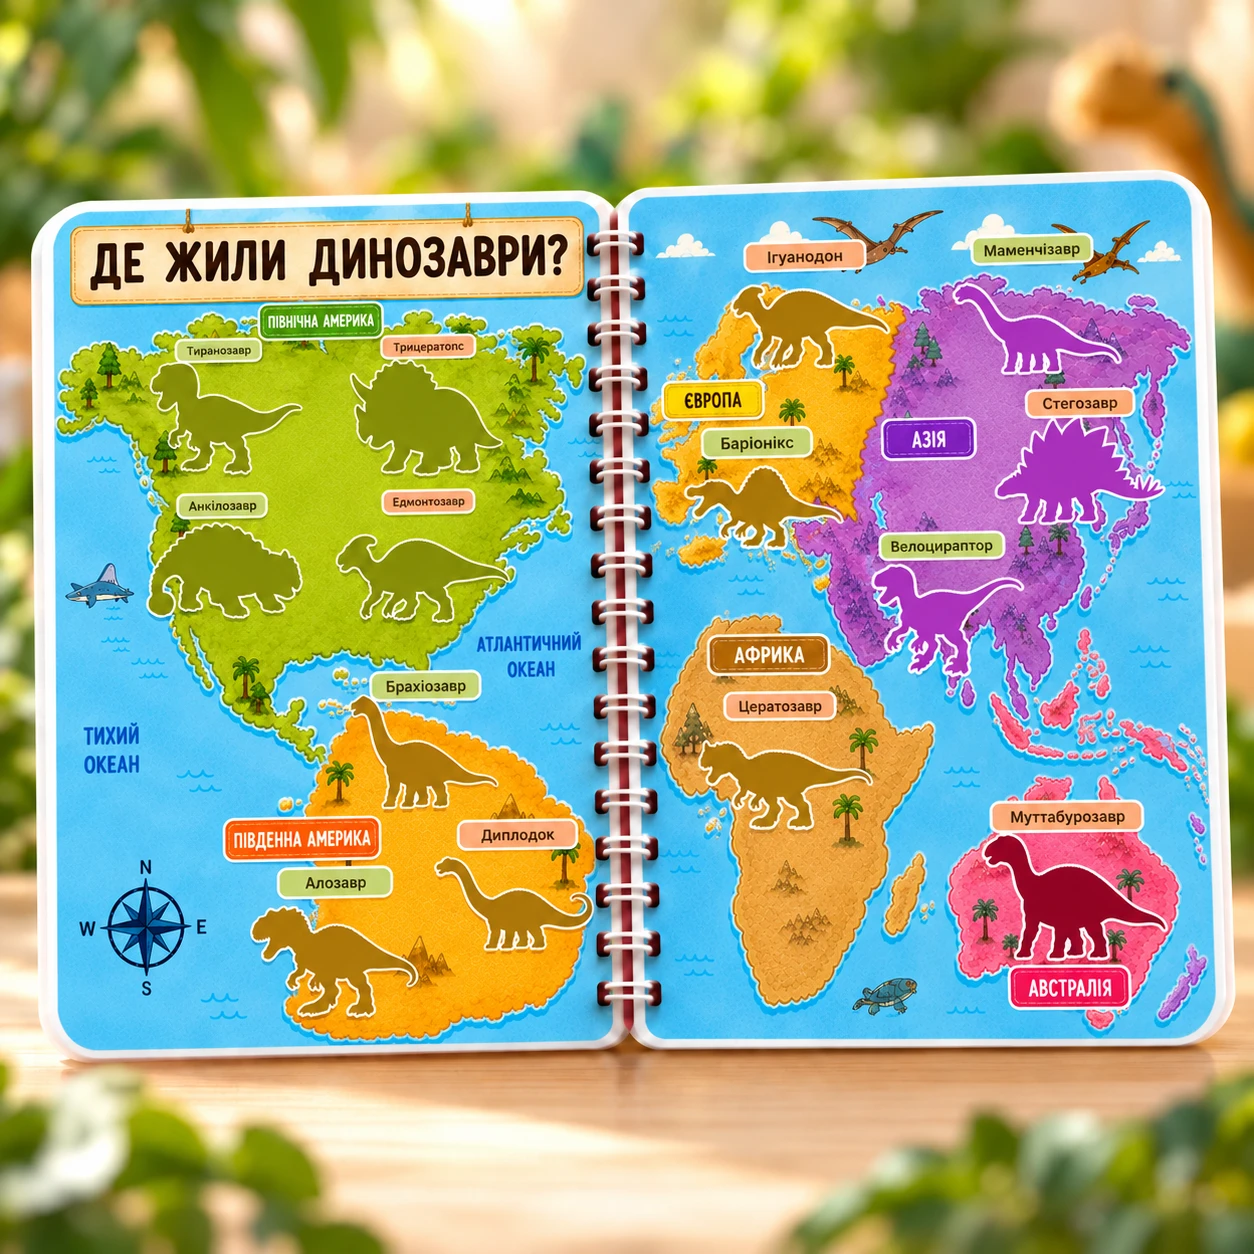 ДЕ ЖИЛИ ДИНОЗАВРИ?
ПІВНІЧНА АМЕРИКА
Тиранозавр
Трицератопс
Анкілозавр
Едмонтозавр
АТЛАНТИЧНИЙ
ОКЕАН
Брахіозавр
ТИХИЙ
ОКЕАН
ПІВДЕННА АМЕРИКА
Диплодок
Алозавр
N
W
E
S
Ігуанодон
Маменчізавр
ЄВРОПА
Стегозавр
Баріонікс
АЗІЯ
Велоцираптор
АФРИКА
Цератозавр
Муттабурозавр
АВСТРАЛІЯ